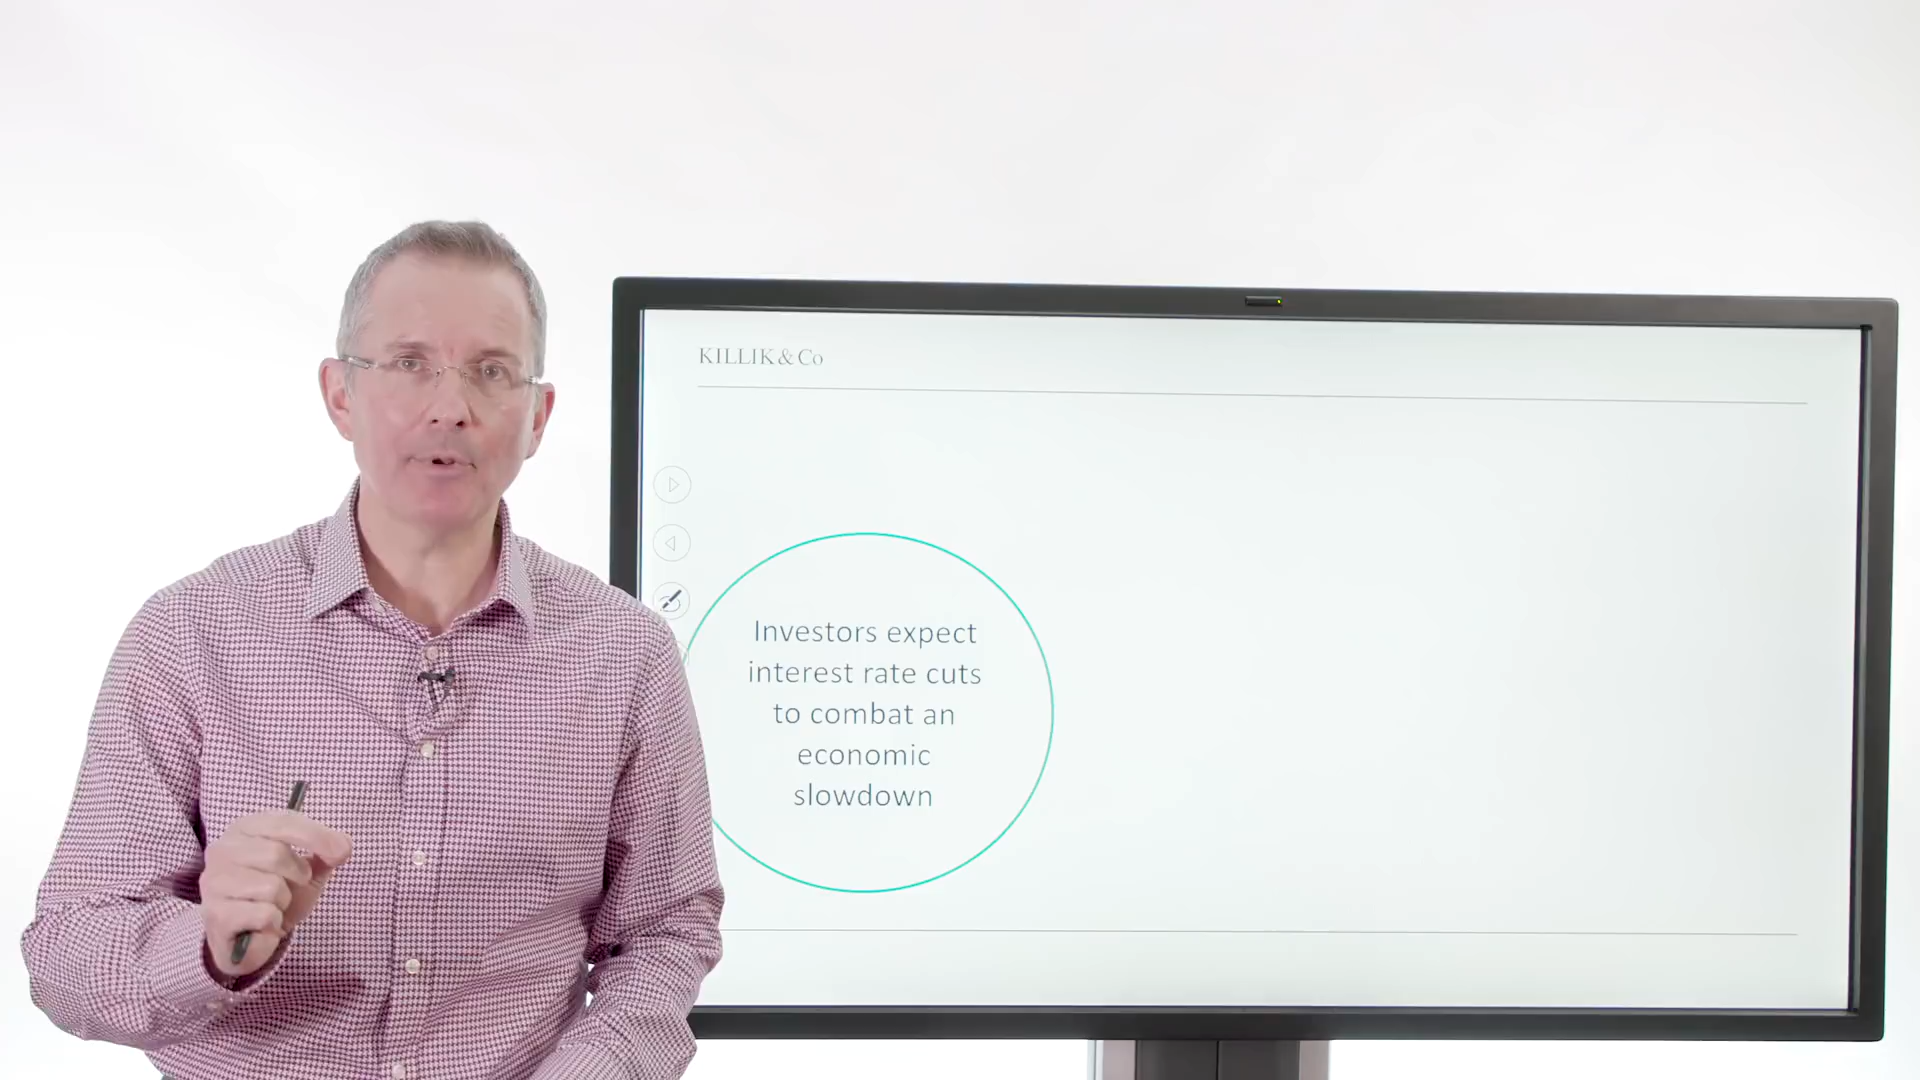 KILLIK & Co
Investors expect
interest rate cuts
to combat an
economic
slowdown